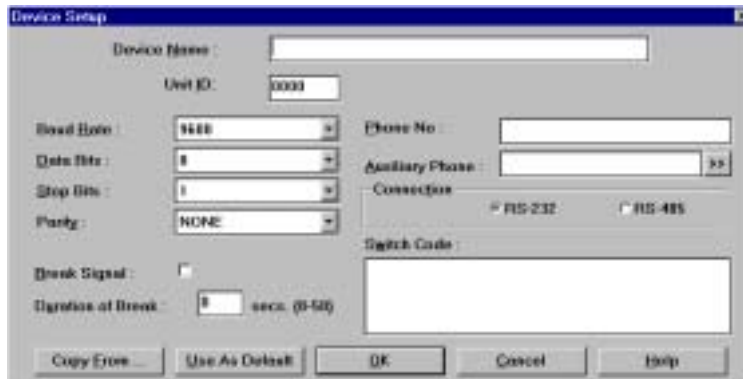 Device Setup
Device Name :
Unit ID: 0000
Baud Rate : 9600
Data Bits : 8
Stop Bits : 1
Parity : NONE
Break Signal :
Duration of Break : secs. (0-50)
Phone No :
Auxiliary Phone : >>
Connection
RS-232 RS-485
Switch Code :
Copy From ... Use As Default OK Cancel Help